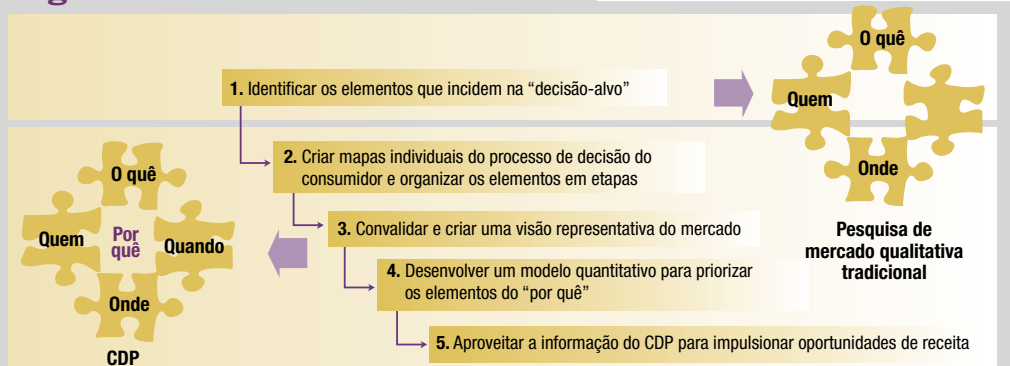 1. Identificar os elementos que incidem na “decisão-alvo”
O quê
Quem
Onde
Pesquisa de
mercado qualitativa
tradicional
2. Criar mapas individuais do processo de decisão do
consumidor e organizar os elementos em etapas
3. Convalidar e criar uma visão representativa do mercado
4. Desenvolver um modelo quantitativo para priorizar
os elementos do “por quê”
5. Aproveitar a informação do CDP para impulsionar oportunidades de receita
O quê
Quem
Por
quê
Quando
Onde
CDP